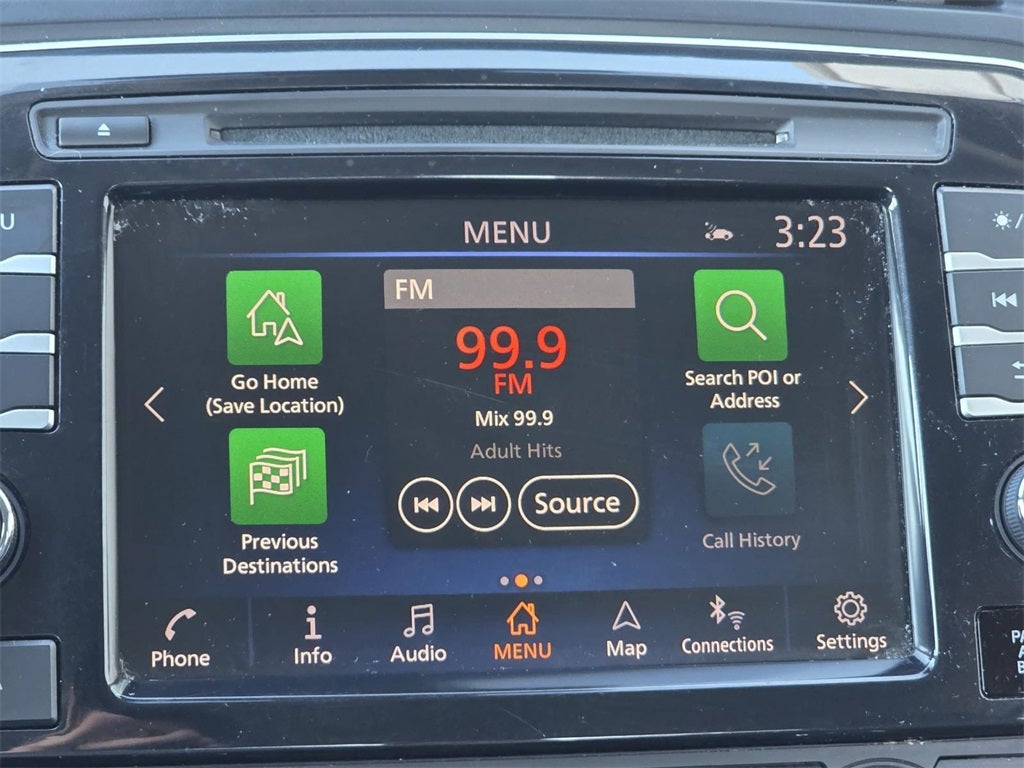 MENU
3:23
FM
99.9
FM
Mix 99.9
Adult Hits
Source
Go Home
(Save Location)
Search POI or
Address
Previous
Destinations
Call History
Phone
Info
Audio
MENU
Map
Connections
Settings